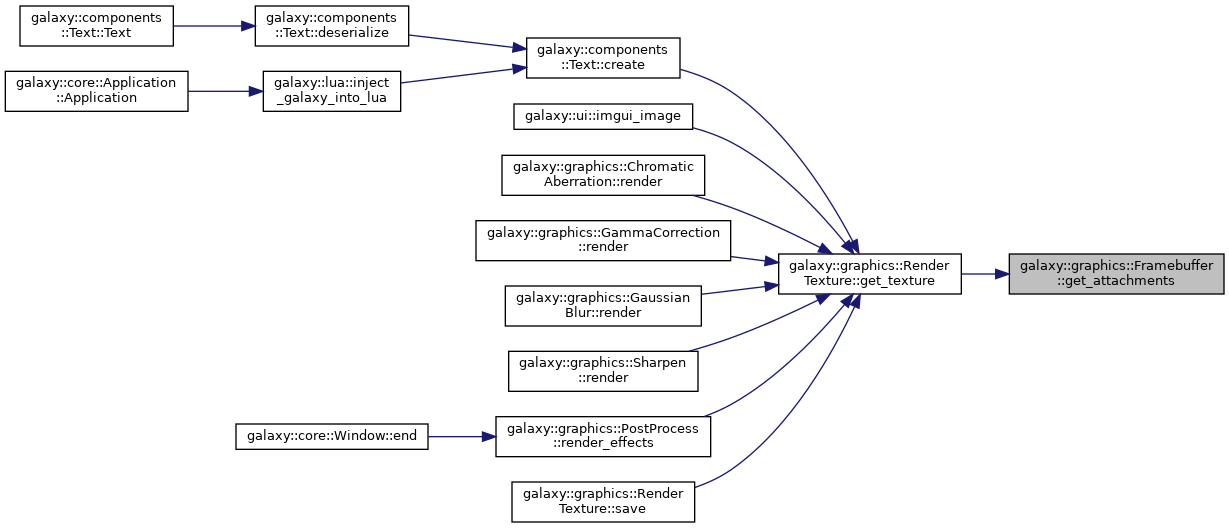 galaxy::components
::Text::Text
galaxy::components
::Text::deserialize
galaxy::components
::Text::create
galaxy::core::Application
::Application
galaxy::lua::inject
_galaxy_into_lua
galaxy::ui::imgui_image
galaxy::graphics::Chromatic
Aberration::render
galaxy::graphics::GammaCorrection
::render
galaxy::graphics::Render
Texture::get_texture
galaxy::graphics::Framebuffer
::get_attachments
galaxy::graphics::Gaussian
Blur::render
galaxy::graphics::Sharpen
::render
galaxy::core::Window::end
galaxy::graphics::PostProcess
::render_effects
galaxy::graphics::Render
Texture::save